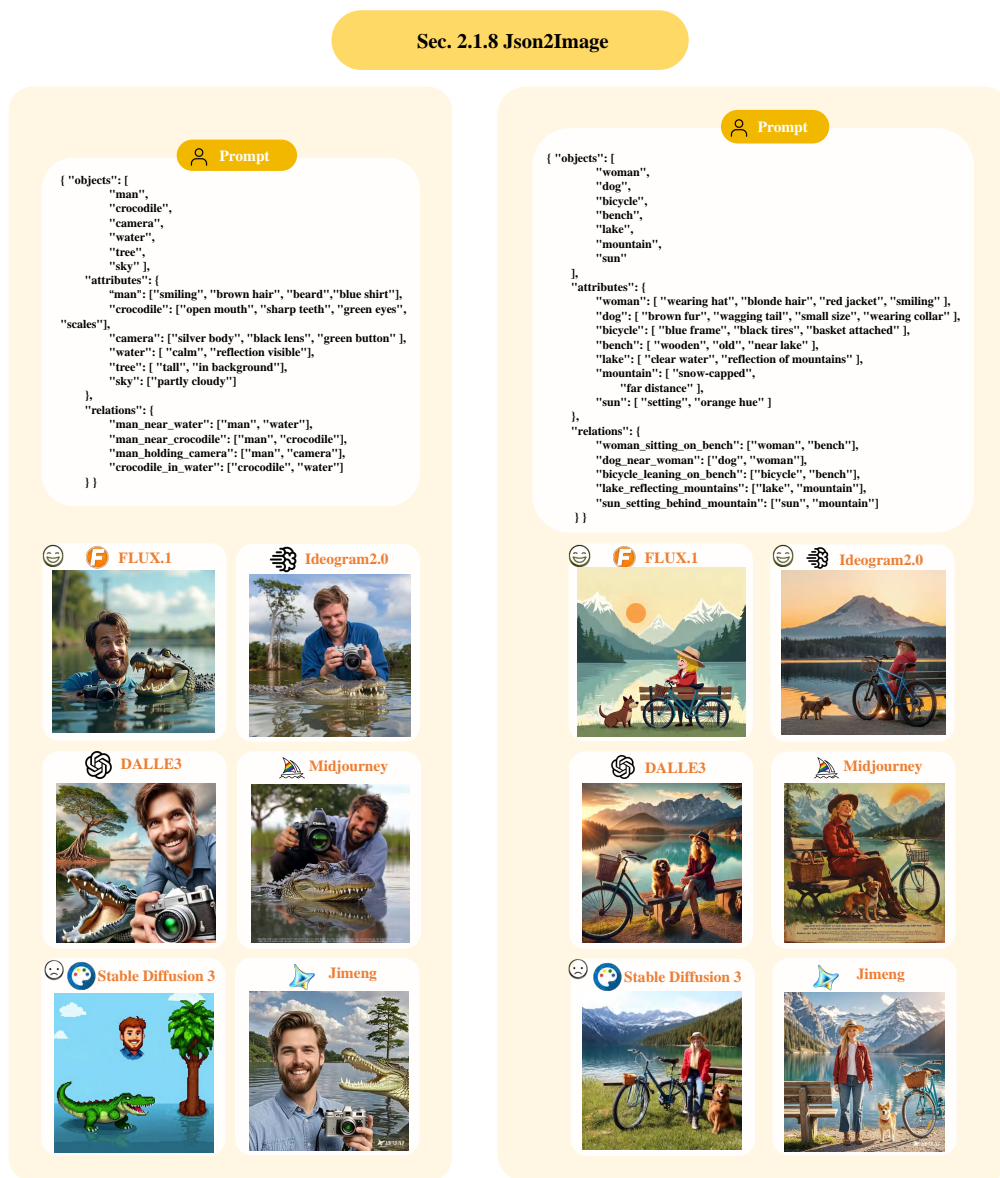 Sec. 2.1.8 Json2Image
Prompt
{ "objects": [
"man",
"crocodile",
"camera",
"water",
"tree",
"sky" ],
"attributes": {
"man": ["smiling", "brown hair", "beard","blue shirt"],
"crocodile": ["open mouth", "sharp teeth", "green eyes",
"scales"],
"camera": ["silver body", "black lens", "green button" ],
"water": [ "calm", "reflection visible"],
"tree": [ "tall", "in background"],
"sky": ["partly cloudy"]
},
"relations": {
"man_near_water": ["man", "water"],
"man_near_crocodile": ["man", "crocodile"],
"man_holding_camera": ["man", "camera"],
"crocodile_in_water": ["crocodile", "water"]
} }
FLUX.1
Ideogram2.0
DALLE3
Midjourney
Stable Diffusion 3
Jimeng
Prompt
{ "objects": [
"woman",
"dog",
"bicycle",
"bench",
"lake",
"mountain",
"sun"
],
"attributes": {
"woman": [ "wearing hat", "blonde hair", "red jacket", "smiling" ],
"dog": [ "brown fur", "wagging tail", "small size", "wearing collar" ],
"bicycle": [ "blue frame", "black tires", "basket attached" ],
"bench": [ "wooden", "old", "near lake" ],
"lake": [ "clear water", "reflection of mountains" ],
"mountain": [ "snow-capped",
"far distance" ],
"sun": [ "setting", "orange hue" ]
},
"relations": {
"woman_sitting_on_bench": ["woman", "bench"],
"dog_near_woman": ["dog", "woman"],
"bicycle_leaning_on_bench": ["bicycle", "bench"],
"lake_reflecting_mountains": ["lake", "mountain"],
"sun_setting_behind_mountain": ["sun", "mountain"]
} }
FLUX.1
Ideogram2.0
DALLE3
Midjourney
Stable Diffusion 3
Jimeng